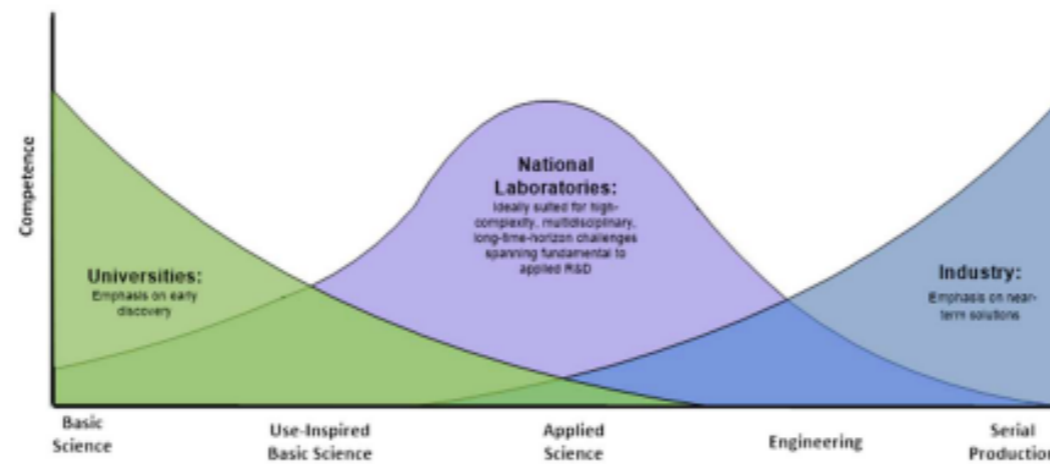 Competence
National
Laboratories:
Ideally suited for high-
complexity, multidisciplinary,
long-time-horizon challenges
spanning fundamental to
applied R&D
Universities:
Emphasis on early
discovery
Industry:
Emphasis on near-
term solutions
Basic
Science
Use-Inspired
Basic Science
Applied
Science
Engineering
Serial
Production